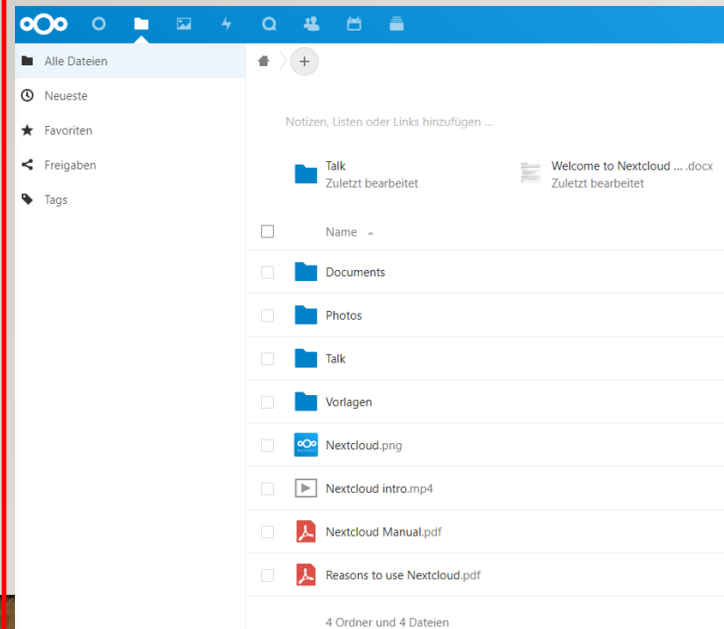 Alle Dateien
Neueste
Favoriten
Freigaben
Tags
Notizen, Listen oder Links hinzufügen ...
Talk
Zuletzt bearbeitet
Welcome to Nextcloud ... .docx
Zuletzt bearbeitet
Name
Documents
Photos
Talk
Vorlagen
Nextcloud.png
Nextcloud intro.mp4
Nextcloud Manual.pdf
Reasons to use Nextcloud.pdf
4 Ordner und 4 Dateien